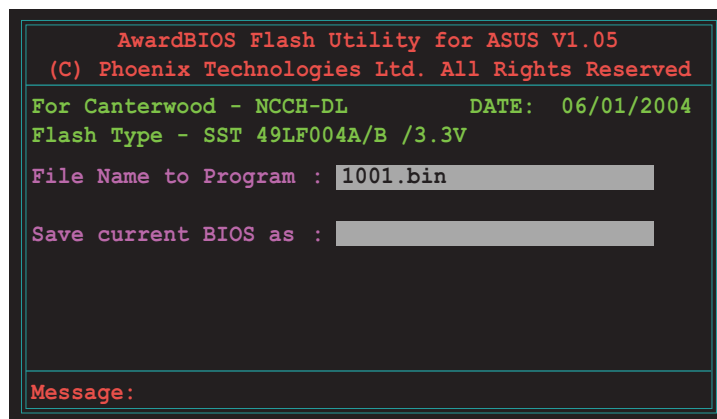 AwardBIOS Flash Utility for ASUS V1.05
(C) Phoenix Technologies Ltd. All Rights Reserved
For Canterwood - NCCH-DL DATE: 06/01/2004
Flash Type - SST 49LF004A/B /3.3V
File Name to Program : 1001.bin
Save current BIOS as :
Message: